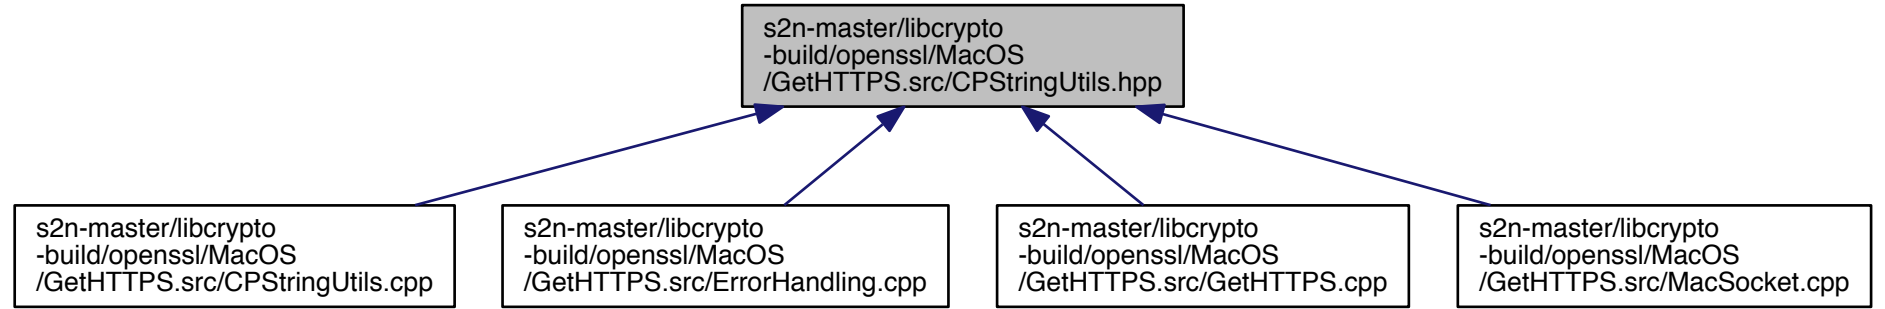 s2n-master/libcrypto
-build/openssl/MacOS
/GetHTTPS.src/CPStringUtils.hpp
s2n-master/libcrypto
-build/openssl/MacOS
/GetHTTPS.src/CPStringUtils.cpp
s2n-master/libcrypto
-build/openssl/MacOS
/GetHTTPS.src/ErrorHandling.cpp
s2n-master/libcrypto
-build/openssl/MacOS
/GetHTTPS.src/GetHTTPS.cpp
s2n-master/libcrypto
-build/openssl/MacOS
/GetHTTPS.src/MacSocket.cpp